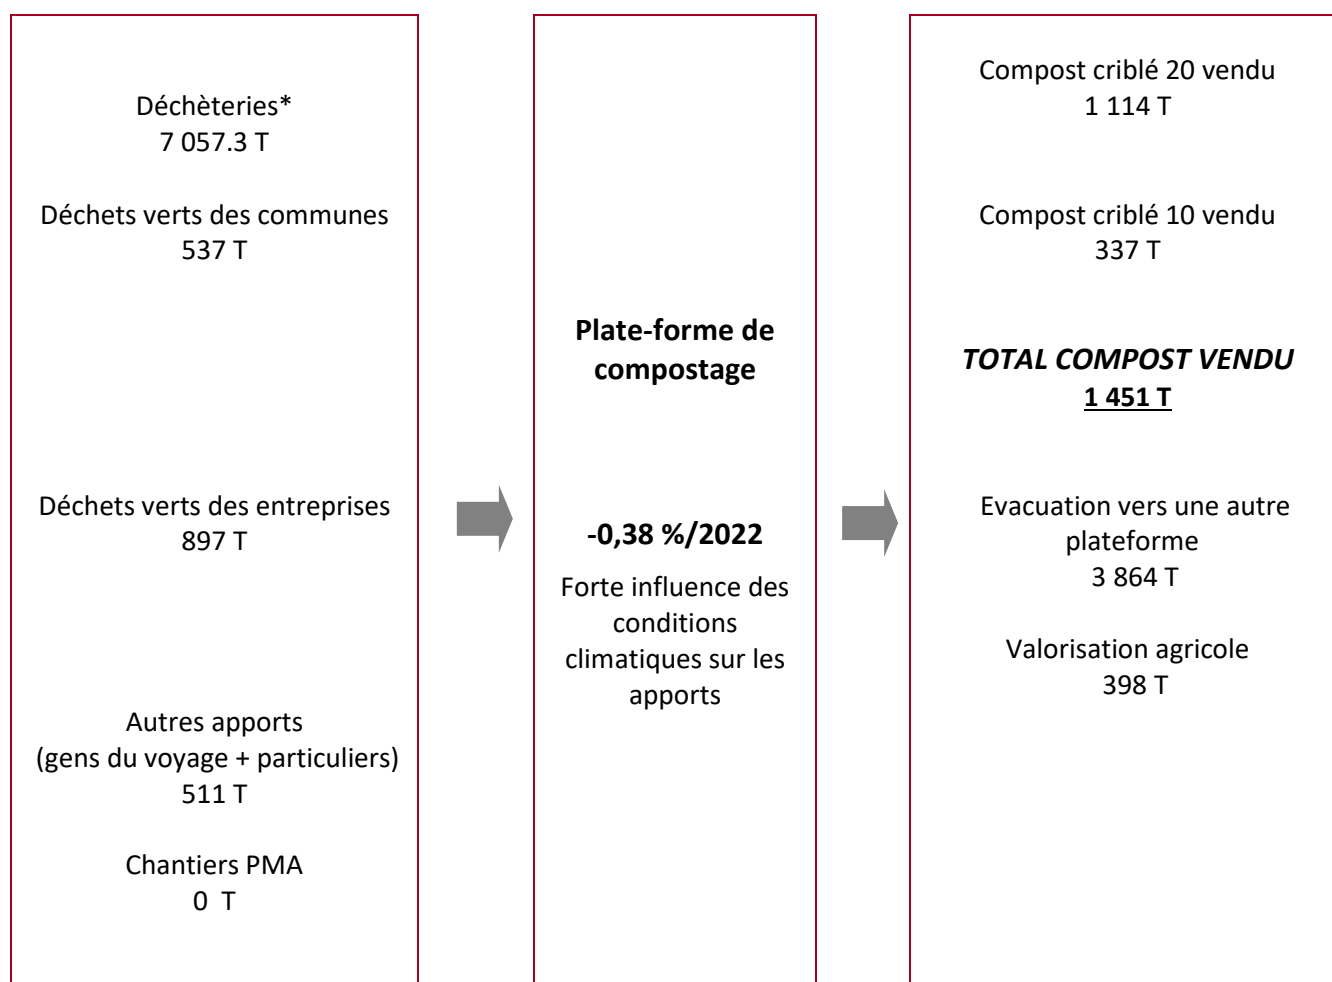 Déchèteries*
7 057.3 T
Déchets verts des communes
537 T
Déchets verts des entreprises
897 T
Autres apports
(gens du voyage + particuliers)
511 T
Chantiers PMA
0  T
Plate-forme de
compostage
-0,38 %/2022
Forte influence des
conditions
climatiques sur les
apports
Compost criblé 20 vendu
1 114 T
Compost criblé 10 vendu
337 T
TOTAL COMPOST VENDU
1 451 T
Evacuation vers une autre
plateforme
3 864 T
Valorisation agricole
398 T